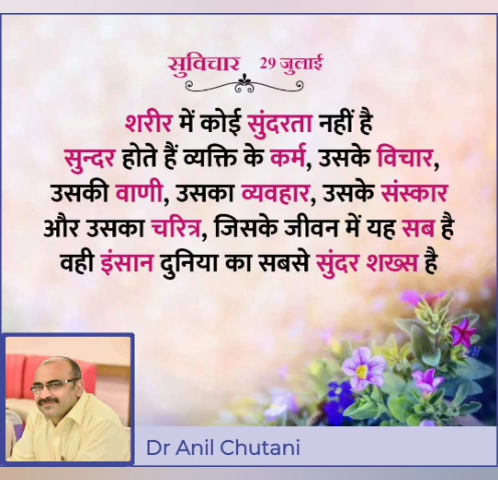 सुविचार 29 जुलाई
शरीर में कोई सुंदरता नहीं है
सुन्दर होते हैं व्यक्ति के कर्म, उसके विचार,
उसकी वाणी, उसका व्यवहार, उसके संस्कार
और उसका चरित्र, जिसके जीवन में यह सब है
वही इंसान दुनिया का सबसे सुंदर शख्स है
Dr Anil Chutani